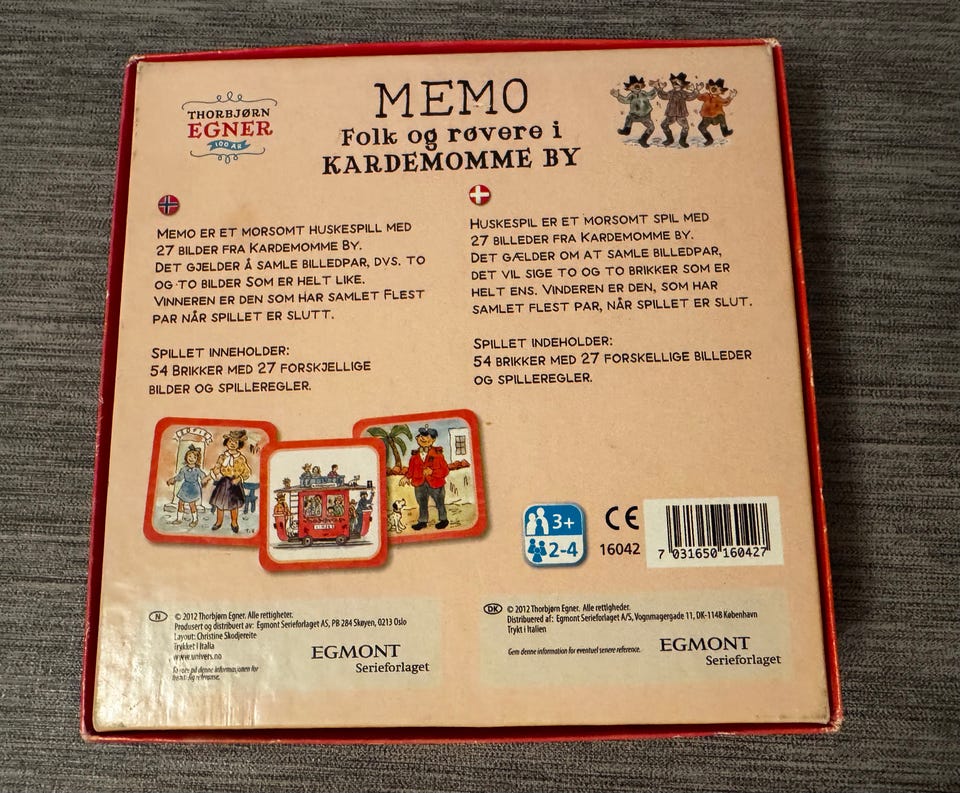 THORBJØRN
EGNER
100 ÅR
MEMO
Folk og røvere i
KARDEMOMME BY
MEMO ER ET MORSOMT HUSKESPILL MED
27 BILDER FRA KARDEMOMME BY.
DET GJELDER Å SAMLE BILLEDPAR, DVS. TO
OG TO BILDER SOM ER HELT LIKE.
VINNEREN ER DEN SOM HAR SAMLET FLEST
PAR NÅR SPILLET ER SLUTT.
SPILLET INNEHOLDER:
54 BRIKKER MED 27 FORSKJELLIGE
BILDER OG SPILLEREGLER.
HUSKESPIL ER ET MORSOMT SPIL MED
27 BILLEDER FRA KARDEMOMME BY.
DET GÆLDER OM AT SAMLE BILLEDPAR,
DET VIL SIGE TO OG TO BRIKKER SOM ER
HELT ENS. VINDEREN ER DEN, SOM HAR
SAMLET FLEST PAR, NÅR SPILLET ER SLUT.
SPILLET INDEHOLDER:
54 BRIKKER MED 27 FORSKELLIGE BILLEDER
OG SPILLEREGLER.
3+
2-4
CE
16042
7 031650 160427
N
© 2012 Thorbjørn Egner. Alle rettigheter.
Produsert og distribuert av: Egmont Serieforlaget AS, PB 284 Skøyen, 0213 Oslo
Layout: Christine Skodjereite
Trykket i Italia
www.univers.no
Ta vare på denne informasjonen for
fremtidig referanse.
EGMONT
Serieforlaget
DK
© 2012 Thorbjørn Egner. Alle rettigheder.
Distribueret af: Egmont Serieforlaget A/S, Vognmagergade 11, DK-1148 København
Trykt i Italien
Gem denne information for eventuel senere reference.
EGMONT
Serieforlaget